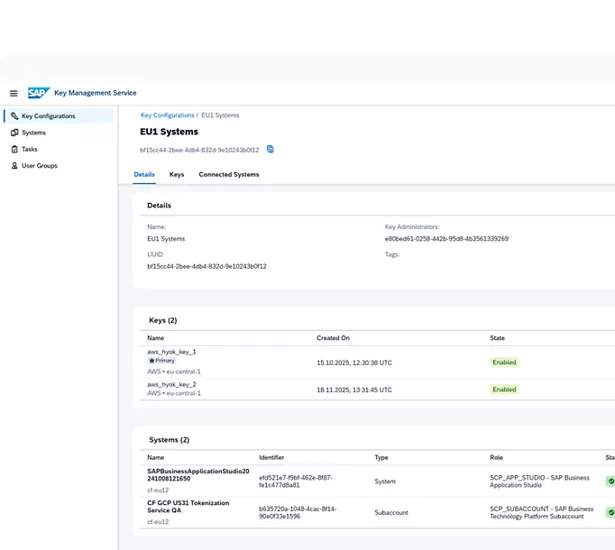 SAP Key Management Service
Key Configurations
Systems
Tasks
User Groups
Key Configurations / EU1 Systems
EU1 Systems
bf15cc44-2bee-4db4-832d-9e10243b0f12
Details Keys Connected Systems
Details
Name: Key Administrators:
EU1 Systems e80bed61-0258-442b-95d8-4b3561339269
UUID: Tags:
bf15cc44-2bee-4db4-832d-9e10243b0f12
Keys (2)
Name Created On State
aws_hyok_key_1
Primary 15.10.2025, 12:30:38 UTC Enabled
AWS • eu-central-1
aws_hyok_key_2
AWS • eu-central-1 18.11.2025, 13:31:45 UTC Enabled
Systems (2)
Name Identifier Type Role Sta
SAPBusinessApplicationStudio20 efd521e7-f9bf-462e-8f87- SCP_APP_STUDIO - SAP Business
241008121650 fe1c477d8a81 System Application Studio
cf-eu12
CF GCP US31 Tokenization b635720a-1048-4cac-8f14- SCP_SUBACCOUNT - SAP Business
Service QA 90e0f33e1596 Subaccount Technology Platform Subaccount
cf-eu12